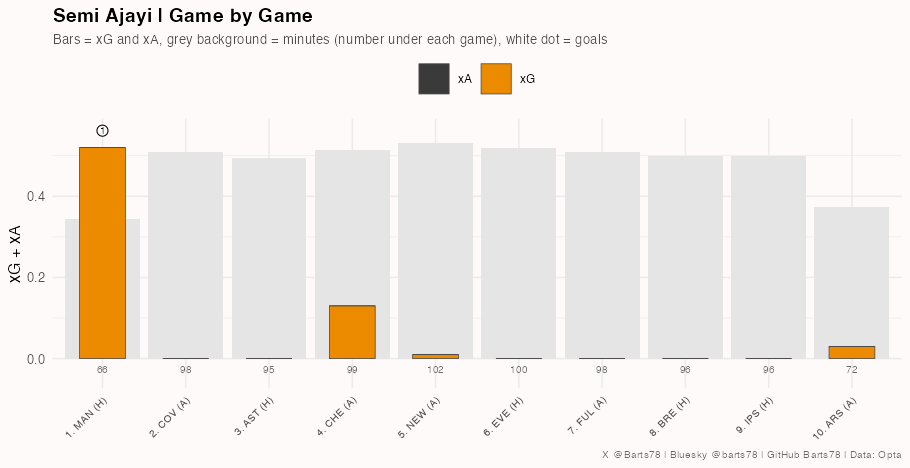 Semi Ajayi | Game by Game
Bars = xG and xA, grey background = minutes (number under each game), white dot = goals
xA xG
1
xG + xA
0.4
0.2
0.0
66 98 95 99 102 100 98 96 96 72
1. MAN (H) 2. COV (A) 3. AST (H) 4. CHE (A) 5. NEW (A) 6. EVE (H) 7. FUL (A) 8. BRE (H) 9. IPS (H) 10. ARS (A)
X @Barts78 | Bluesky @barts78 | GitHub Barts78 | Data: Opta